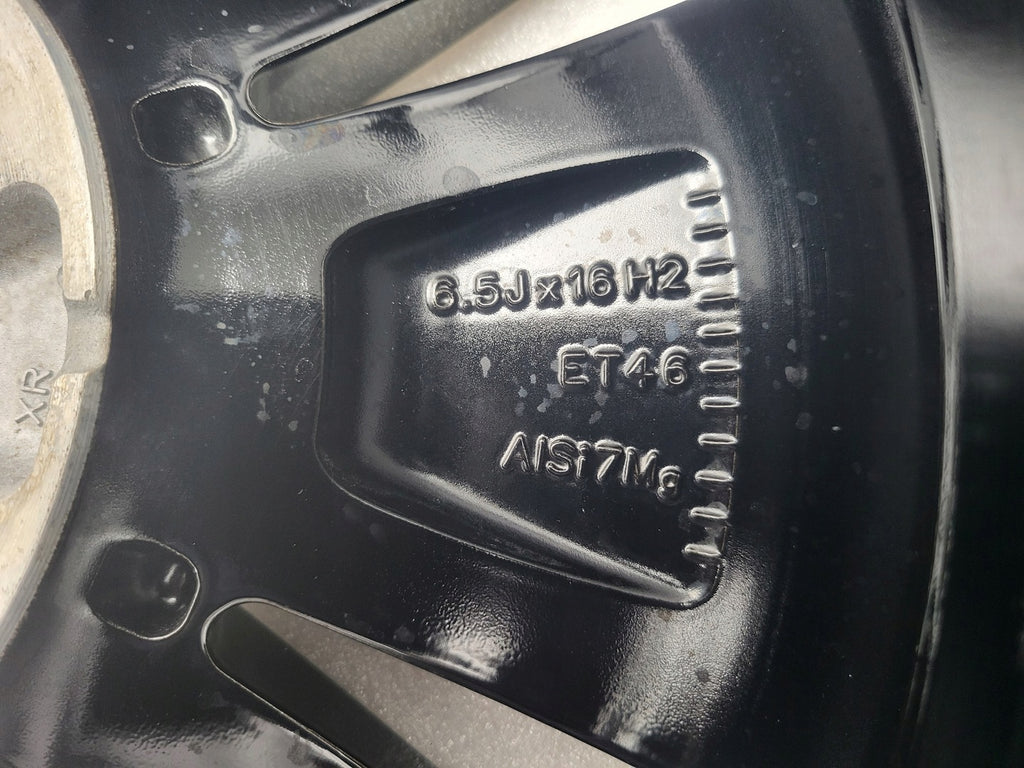 6.5J x 16 H2
ET46
AlSi7Mg
XR